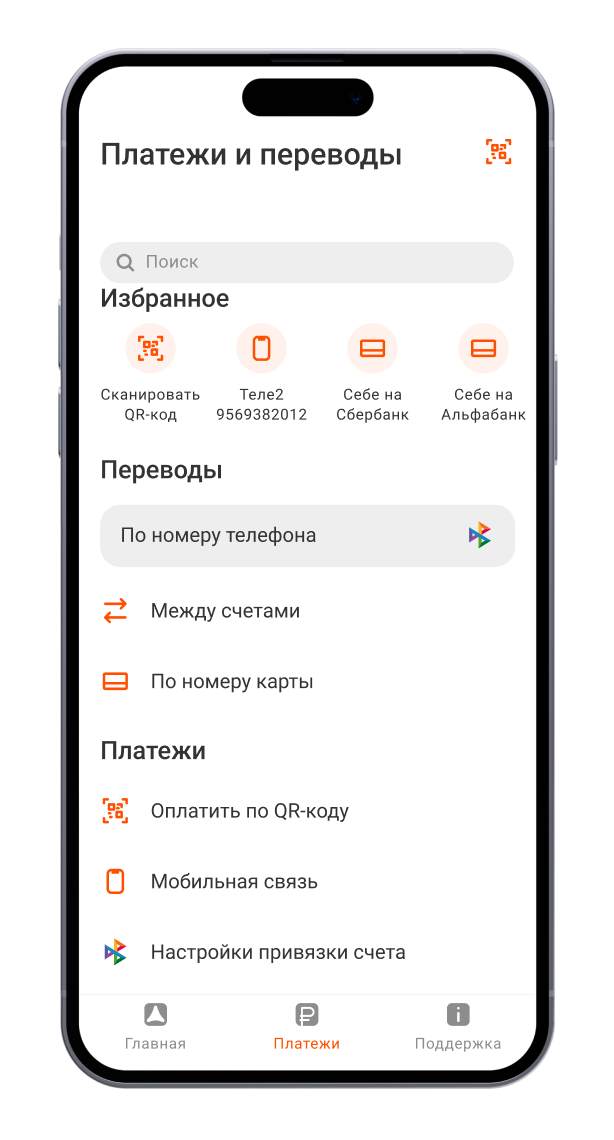 Платежи и переводы
Поиск
Избранное
Сканировать
QR-код
Теле2
9569382012
Себе на
Сбербанк
Себе на
Альфабанк
Переводы
По номеру телефона
Между счетами
По номеру карты
Платежи
Оплатить по QR-коду
Мобильная связь
Настройки привязки счета
Главная
Платежи
Поддержка